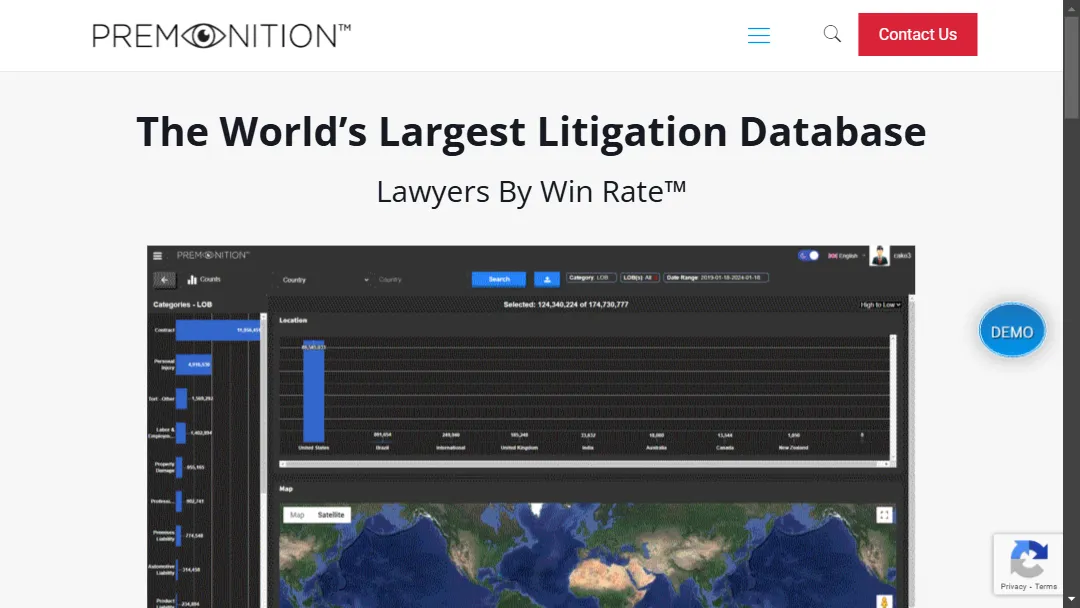 PREMONITION™
Contact Us
The World's Largest Litigation Database
Lawyers By Win Rate™
PREMONITION™
English
Counts
Country
Country
Search
Category LOB
LOB(s) All
Date Range 2019-01-18-2024-01-18
Categories - LOB
Selected: 124,340,224 of 174,730,777
High to Low
Location
Contract
Personal Injury
Tort - Other
Labor &
Property Damage
Premises Liability
Automotive Liability
Product
United States
Brazil
International
United Kingdom
India
Australia
Canada
New Zealand
0
Map
Map
Satellite
DEMO
Privacy - Terms